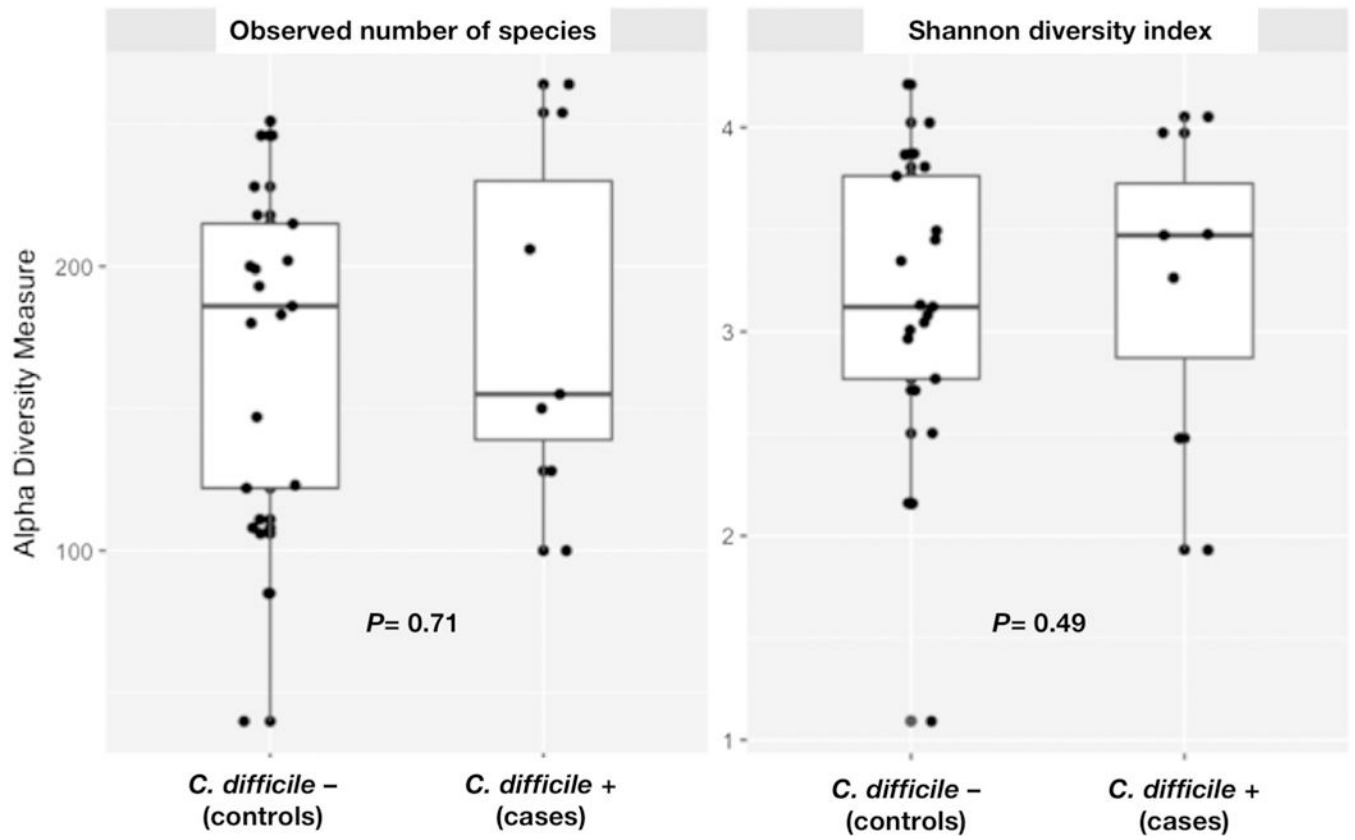 Observed number of species
Shannon diversity index
Alpha Diversity Measure
200
100
P= 0.71
4
3
2
1
P= 0.49
C. difficile –
(controls)
C. difficile +
(cases)
C. difficile –
(controls)
C. difficile +
(cases)